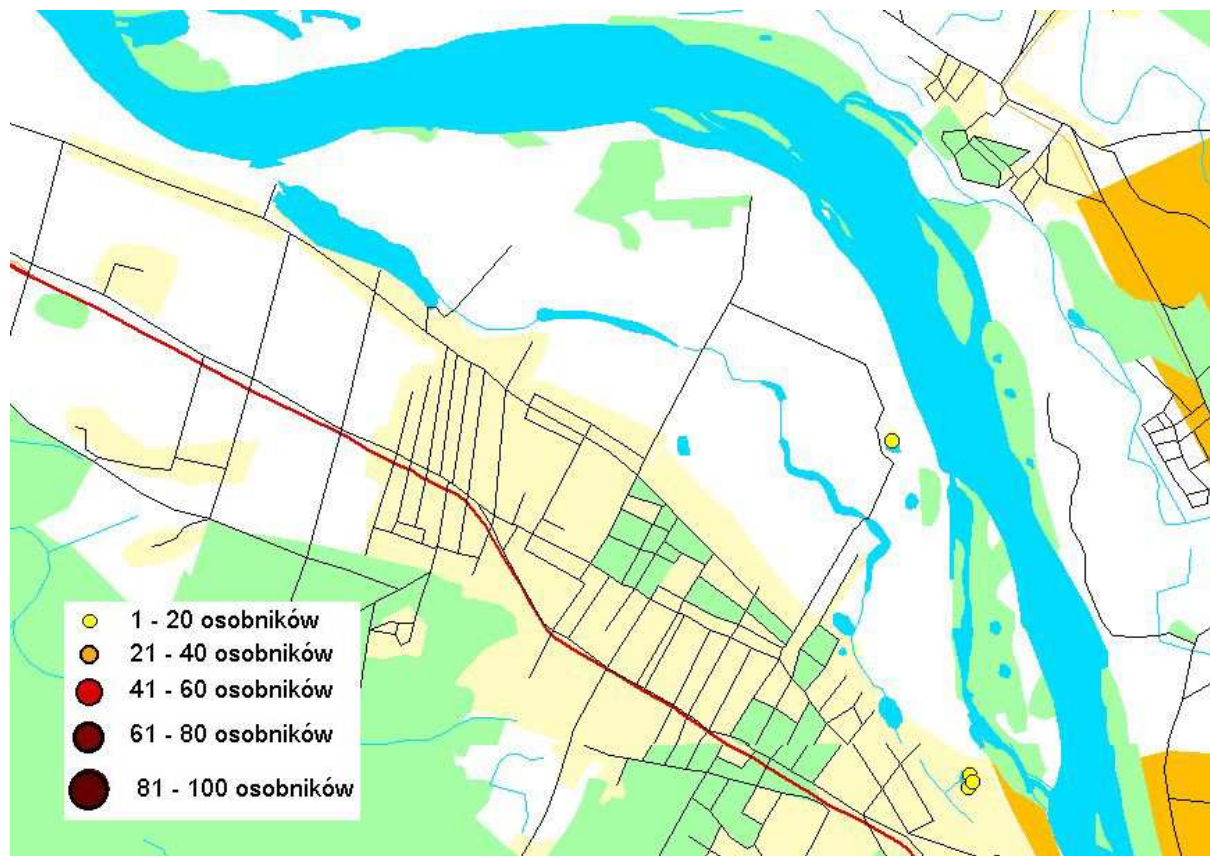 1 - 20 osobników
21 - 40 osobników
41 - 60 osobników
61 - 80 osobników
81 - 100 osobników